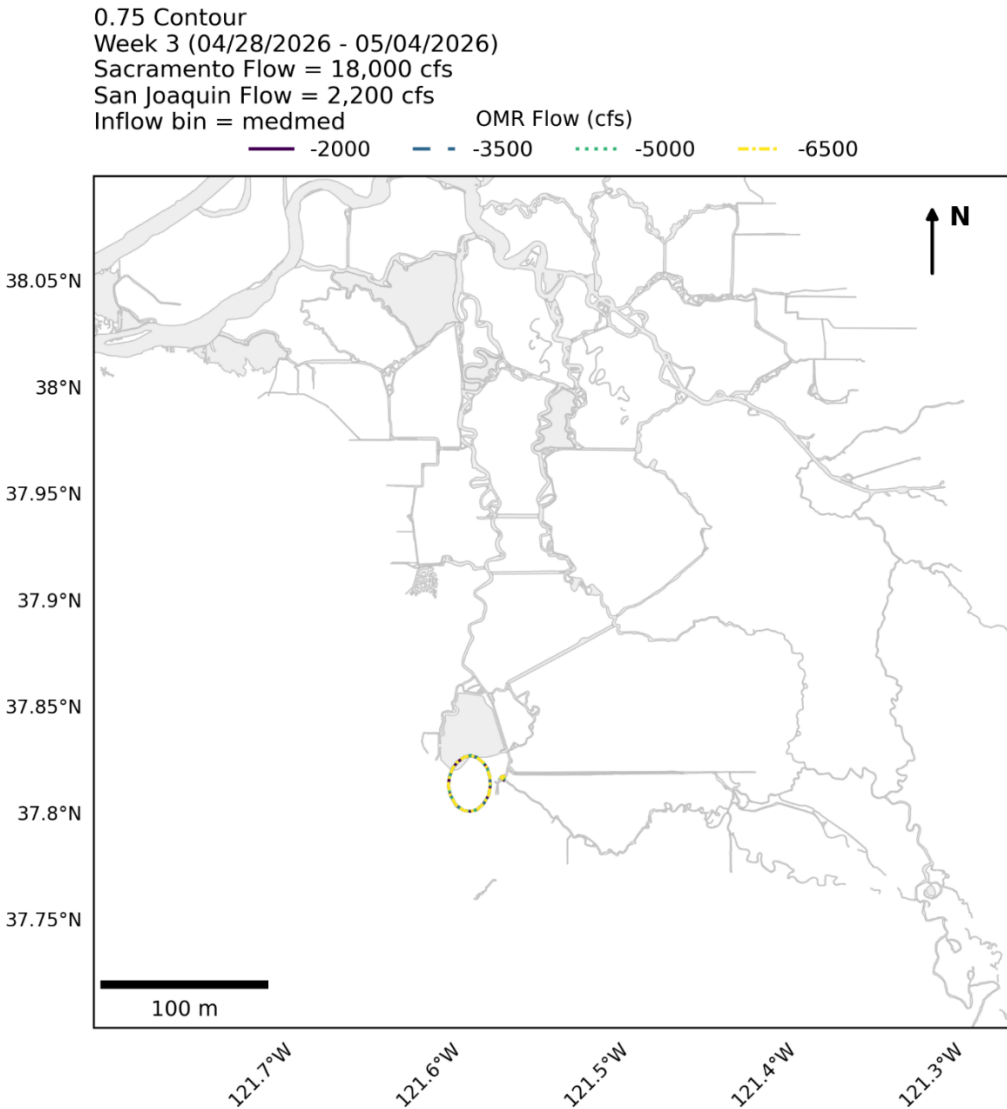 0.75 Contour
Week 3 (04/28/2026 - 05/04/2026)
Sacramento Flow = 18,000 cfs
San Joaquin Flow = 2,200 cfs
Inflow bin = medmed
OMR Flow (cfs)
-2000 -3500 -5000 -6500
N
38.05°N
38°N
37.95°N
37.9°N
37.85°N
37.8°N
37.75°N
100 m
121.7°W 121.6°W 121.5°W 121.4°W 121.3°W